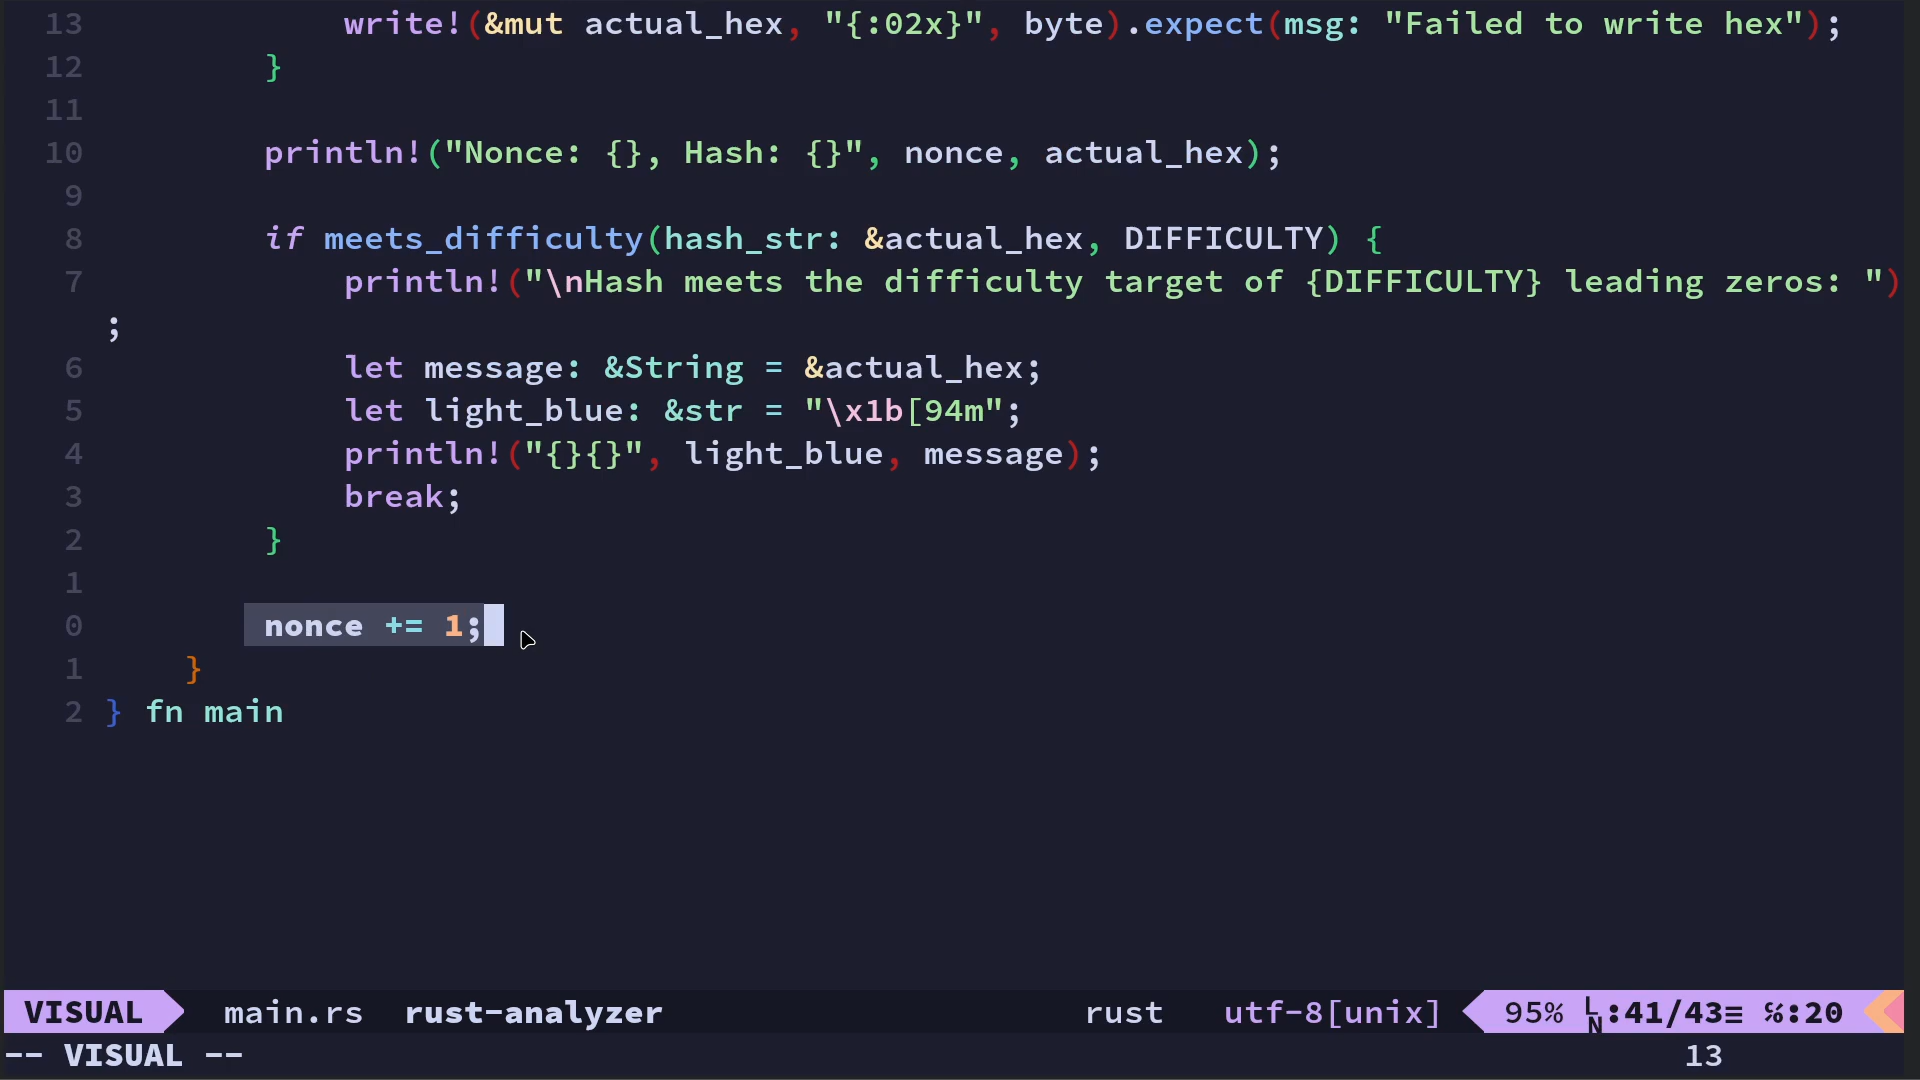 13 write!(&mut actual_hex, "{:02x}", byte).expect(msg: "Failed to write hex");
12 }
11
10 println!("Nonce: {}, Hash: {}", nonce, actual_hex);
9
8 if meets_difficulty(hash_str: &actual_hex, DIFFICULTY) {
7 println!("\nHash meets the difficulty target of {DIFFICULTY} leading zeros: ")
;
6 let message: &String = &actual_hex;
5 let light_blue: &str = "\x1b[94m";
4 println!("{}{}", light_blue, message);
3 break;
2 }
1
0 nonce += 1;
1 }
2 } fn main
VISUAL main.rs rust-analyzer rust utf-8[unix] 95% LN:41/43≡ ℅:20
-- VISUAL -- 13